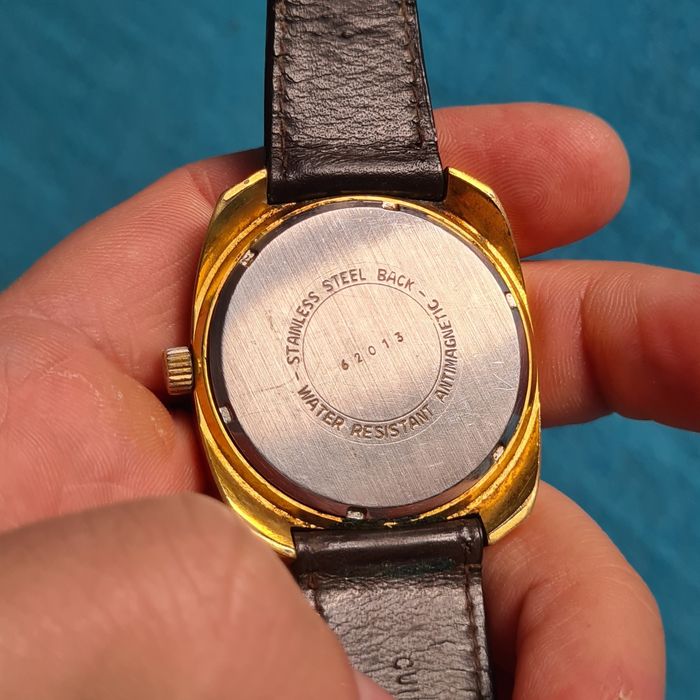 - STAINLESS STEEL BACK - ANTIMAGNETIC
WATER RESISTANT
62013